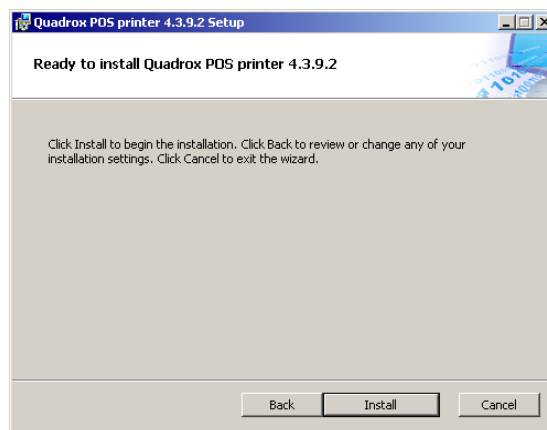 Quadrox POS printer 4.3.9.2 Setup
Ready to install Quadrox POS printer 4.3.9.2
Click Install to begin the installation. Click Back to review or change any of your
installation settings. Click Cancel to exit the wizard.
Back
Install
Cancel